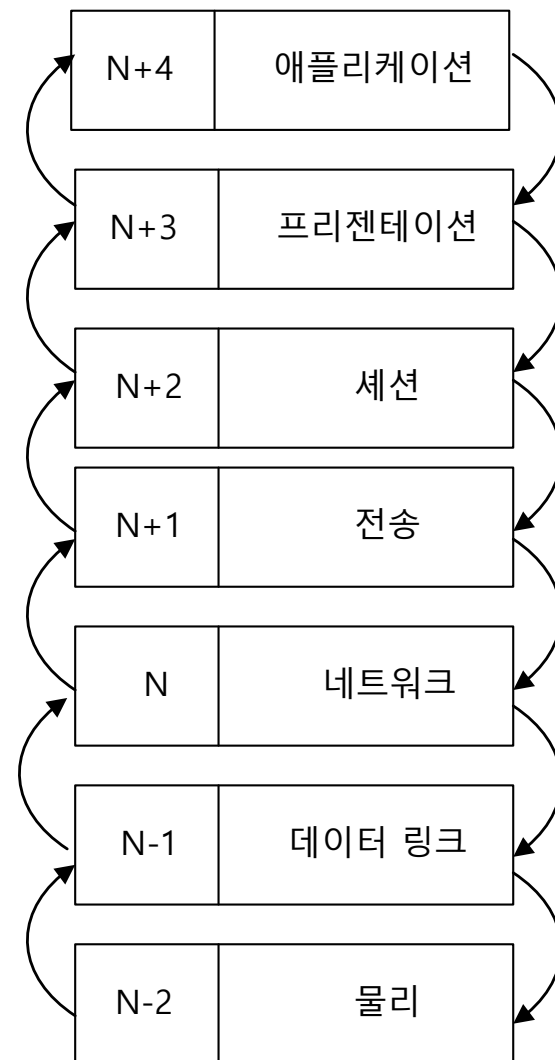 N+4 애플리케이션
N+3 프리젠테이션
N+2 세션
N+1 전송
N 네트워크
N-1 데이터 링크
N-2 물리